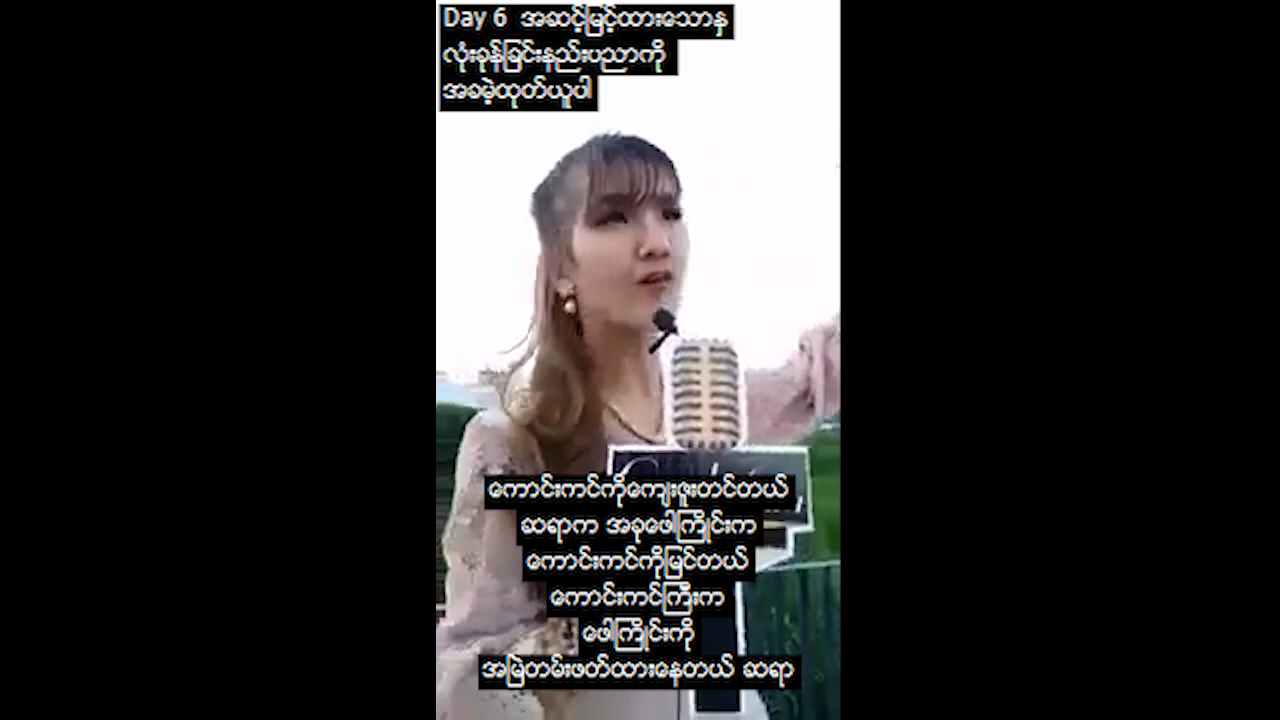 Day 6 အဆင့်မြင့်ထားသောနှ
လုံးခုန်ခြင်းနည်းပညာကို
အခမဲ့ထုတ်ယူပါ
ကောင်းကင်ကိုကျေးဇူးတင်တယ်
ဆရာက အခုဖေါ်ကြိုင်းက
ကောင်းကင်ကိုမြင်တယ်
ကောင်းကင်ကြီးက
ဖေါ်ကြိုင်းကို
အမြဲတမ်းဖတ်ထားနေတယ် ဆရာ